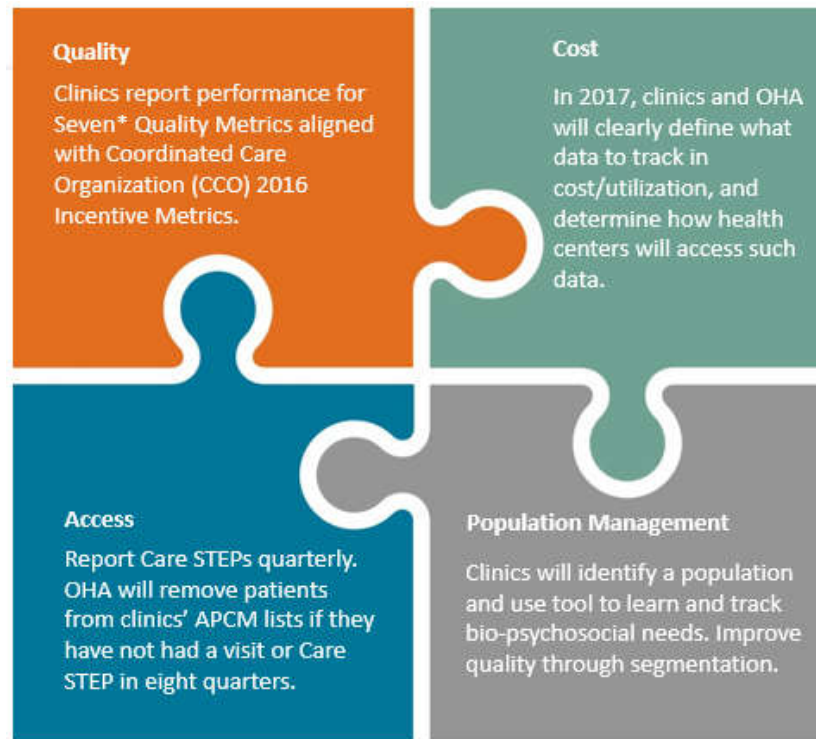 Quality
Clinics report performance for
Seven* Quality Metrics aligned
with Coordinated Care
Organization (CCO) 2016
Incentive Metrics.
Cost
In 2017, clinics and OHA
will clearly define what
data to track in
cost/utilization, and
determine how health
centers will access such
data.
Access
Report Care STEPs quarterly.
OHA will remove patients
from clinics’ APCM lists if they
have not had a visit or Care
STEP in eight quarters.
Population Management
Clinics will identify a population
and use tool to learn and track
bio-psychosocial needs. Improve
quality through segmentation.